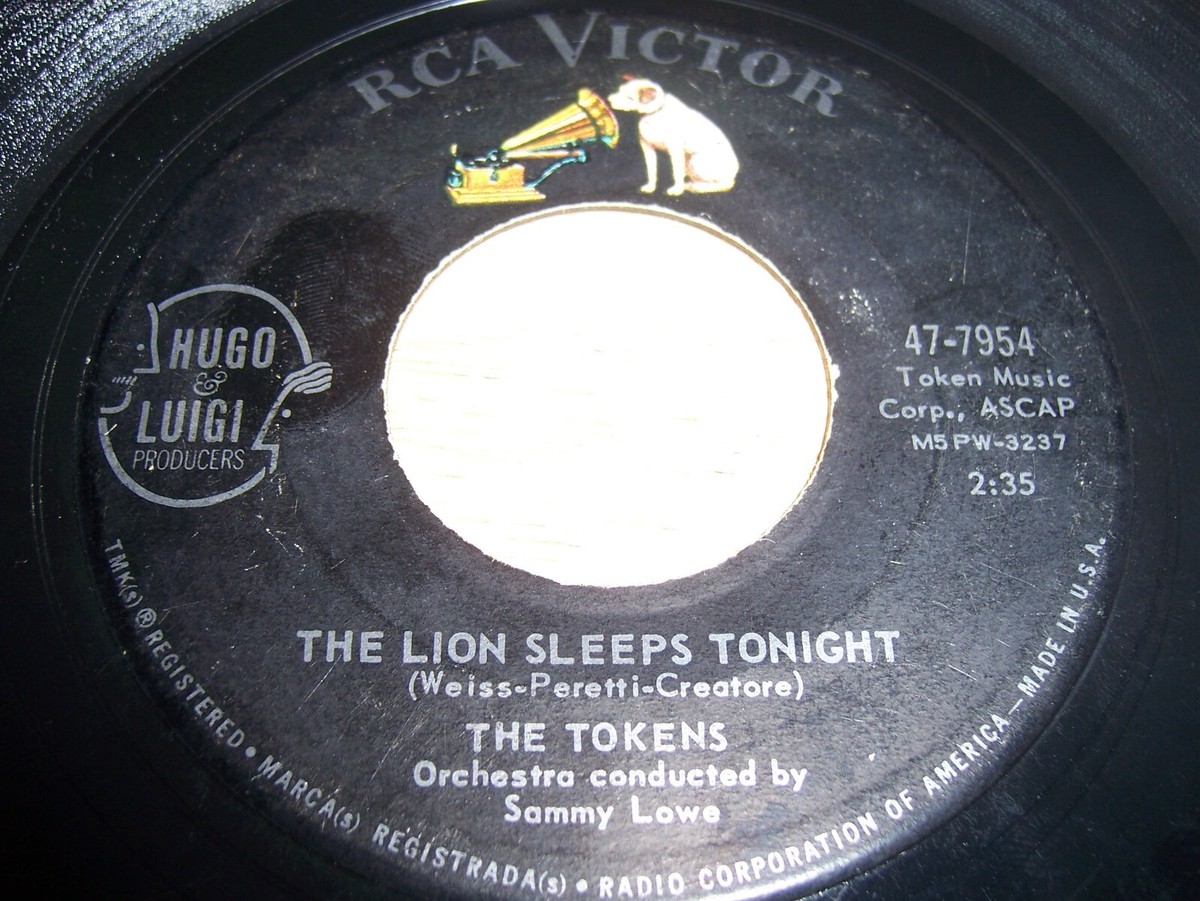 RCA VICTOR
HUGO
&
LUIGI
PRODUCERS
47-7954
Token Music
Corp., ASCAP
M5PW-3237
2:35
THE LION SLEEPS TONIGHT
(Weiss-Peretti-Creatore)
THE TOKENS
Orchestra conducted by
Sammy Lowe
TMK(s) ® REGISTERED • MARCA(s) REGISTRADA(s) • RADIO CORPORATION OF AMERICA — MADE IN U.S.A.